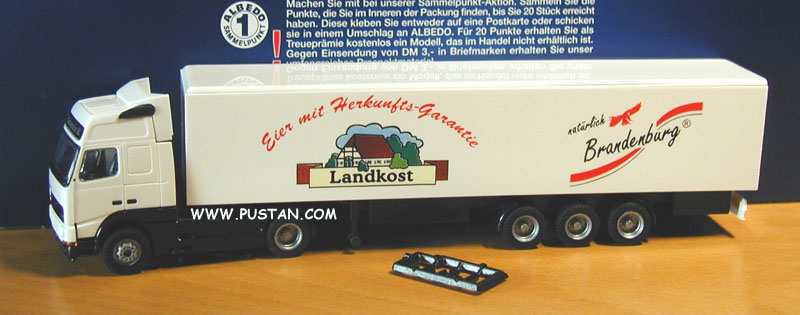 Machen Sie mit bei unserer Sammelpunkt-Aktion. Sammeln Sie die
Punkte, die Sie im Inneren der Packung finden, bis Sie 20 Stück erreicht
haben. Diese kleben Sie entweder auf eine Postkarte oder schicken
sie in einem Umschlag an ALBEDO. Für 20 Punkte erhalten Sie als
Treueprämie kostenlos ein Modell, das im Handel nicht erhältlich ist.
Gegen Einsendung von DM 3,- in Briefmarken erhalten Sie unser
umfangreiches Prospektmaterial
ALBEDO
1
SAMMELPUNKT
!
Eier mit Herkunfts-Garantie
Landkost
natürlich
Brandenburg®
WWW.PUSTAN.COM